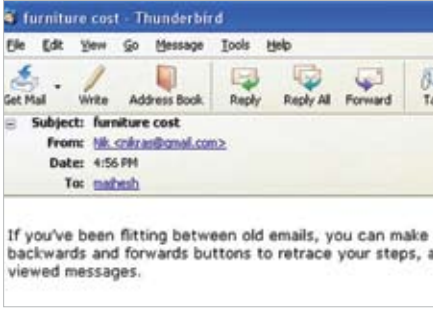 furniture cost - Thunderbird
File Edit View Go Message Tools Help
Get Mail Write Address Book Reply Reply All Forward
Subject: furniture cost
From: Nik <nikras@gmail.com>
Date: 4:56 PM
To: mahesh
If you've been flitting between old emails, you can make
backwards and forwards buttons to retrace your steps, a
viewed messages.